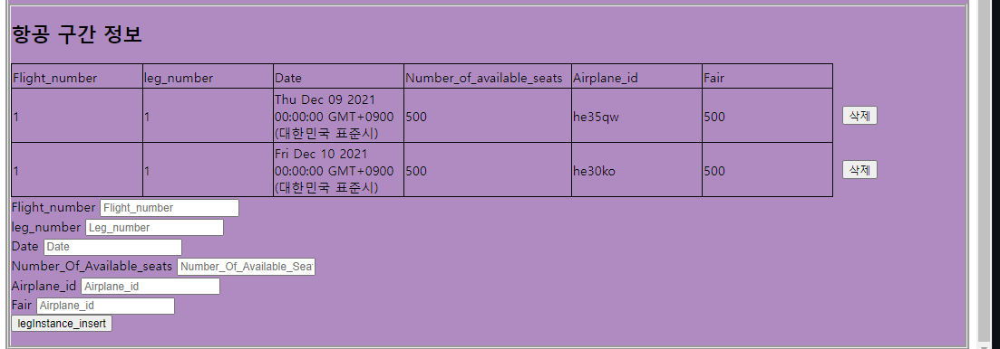 항공 구간 정보
Flight_number leg_number Date Number_of_available_seats Airplane_id Fair
Thu Dec 09 2021
1 1 00:00:00 GMT+0900 500 he35qw 500 삭제
(대한민국 표준시)
Fri Dec 10 2021
1 1 00:00:00 GMT+0900 500 he30ko 500 삭제
(대한민국 표준시)
Flight_number Flight_number
leg_number Leg_number
Date Date
Number_Of_Available_seats Number_Of_Available_Sea
Airplane_id Airplane_id
Fair Airplane_id
legInstance_insert